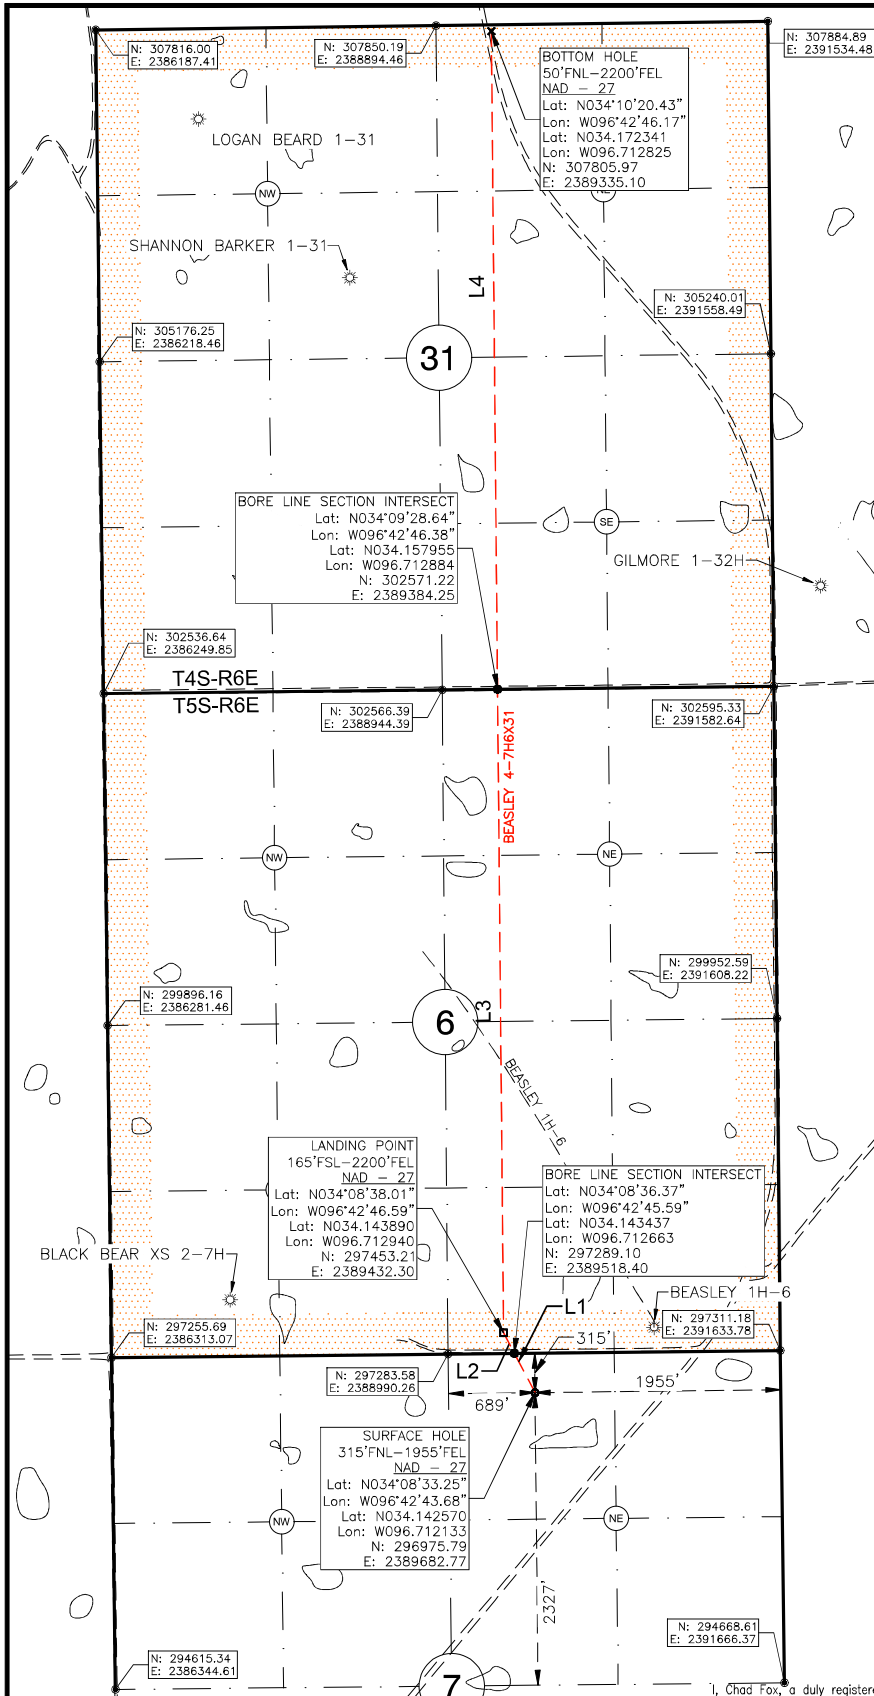 N: 307816.00
E: 2386187.41
N: 307850.19
E: 2388894.46
N: 307884.89
E: 2391534.48
BOTTOM HOLE
50'FNL-2200'FEL
NAD - 27
Lat: N034°10'20.43"
Lon: W096°42'46.17"
Lat: N034.172341
Lon: W096.712825
N: 307805.97
E: 2389335.10
LOGAN BEARD 1-31
NW
NE
SHANNON BARKER 1-31
L4
N: 305240.01
E: 2391558.49
N: 305176.25
E: 2386218.46
31
BORE LINE SECTION INTERSECT
Lat: N034°09'28.64"
Lon: W096°42'46.38"
Lat: N034.157955
Lon: W096.712884
N: 302571.22
E: 2389384.25
SE
GILMORE 1-32H
N: 302536.64
E: 2386249.85
T4S-R6E
T5S-R6E
N: 302566.39
E: 2388944.39
N: 302595.33
E: 2391582.64
BEASLEY 4-7H6X31
NW
NE
N: 299952.59
E: 2391608.22
N: 299896.16
E: 2386281.46
6
L3
BEASLEY 1H-6
LANDING POINT
165'FSL-2200'FEL
NAD - 27
Lat: N034°08'38.01"
Lon: W096°42'46.59"
Lat: N034.143890
Lon: W096.712940
N: 297453.21
E: 2389432.30
BORE LINE SECTION INTERSECT
Lat: N034°08'36.37"
Lon: W096°42'45.59"
Lat: N034.143437
Lon: W096.712663
N: 297289.10
E: 2389518.40
BLACK BEAR XS 2-7H
BEASLEY 1H-6
L1
N: 297311.18
E: 2391633.78
N: 297255.69
E: 2386313.07
315'
L2
N: 297283.58
E: 2388990.26
689'
1955'
SURFACE HOLE
315'FNL-1955'FEL
NAD - 27
Lat: N034°08'33.25"
Lon: W096°42'43.68"
Lat: N034.142570
Lon: W096.712133
N: 296975.79
E: 2389682.77
NW
NE
2327'
N: 294668.61
E: 2391666.37
N: 294615.34
E: 2386344.61
7
I, Chad Fox, a duly registere